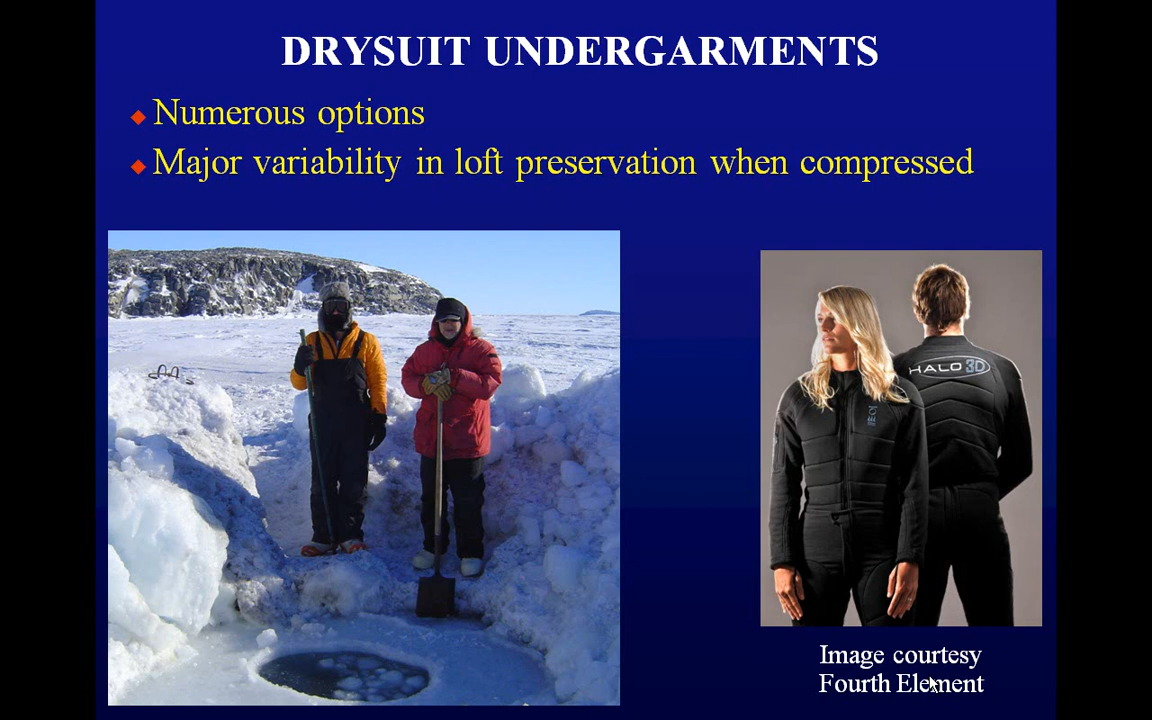 DRYSUIT UNDERGARMENTS
Numerous options
Major variability in loft preservation when compressed
HALO 3D
Image courtesy
Fourth Element